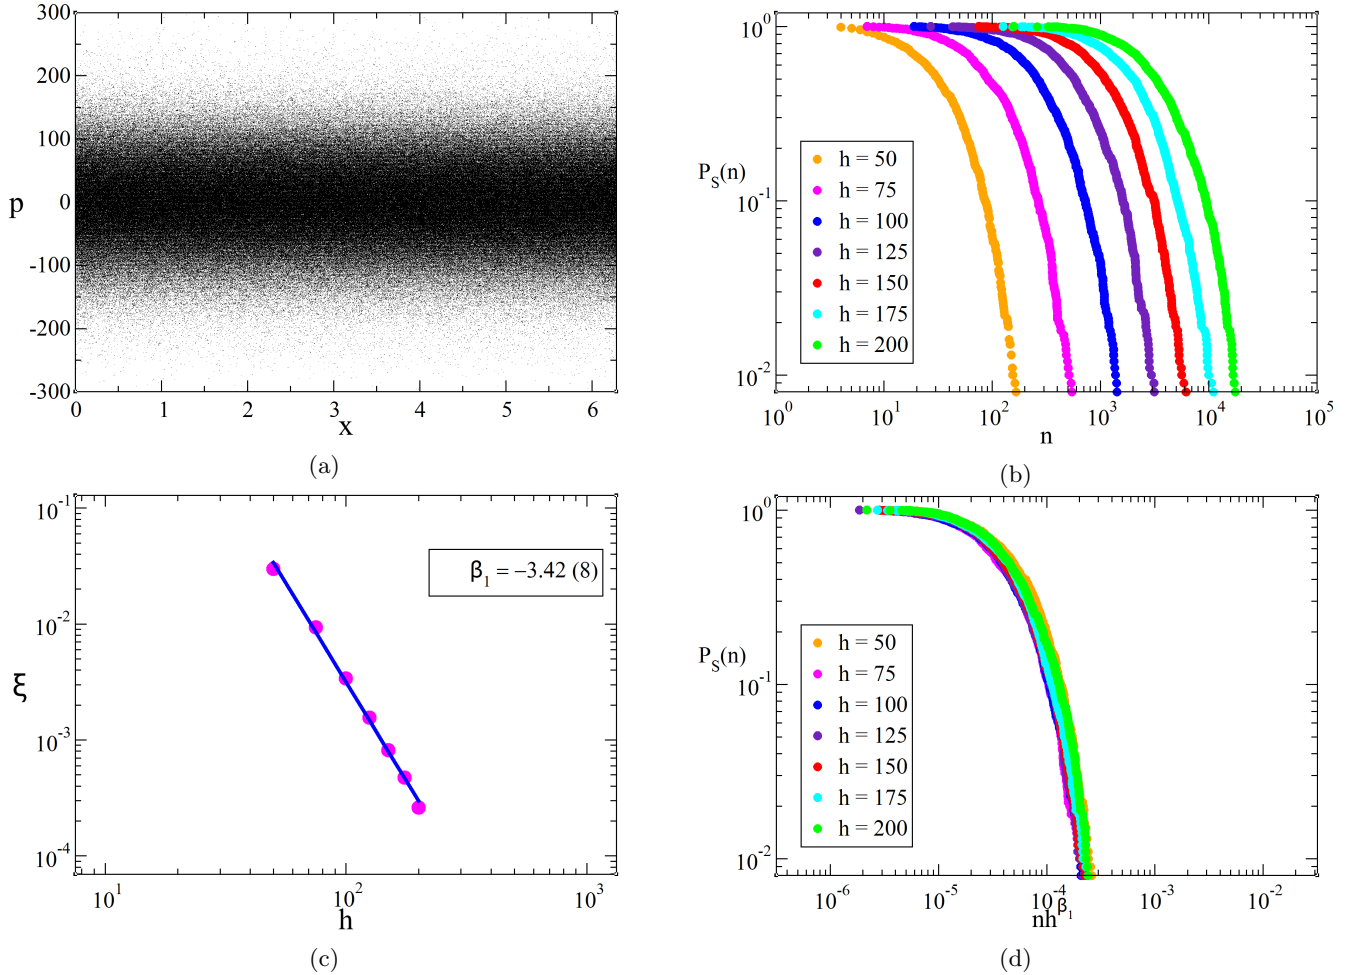 300
200
100
0
-100
-200
-300
p
0 1 2 3 4 5 6
x
(a)
10^0
10^-1
10^-2
P_S(n)
h = 50
h = 75
h = 100
h = 125
h = 150
h = 175
h = 200
10^0 10^1 10^2 10^3 10^4 10^5
n
(b)
10^-1
10^-2
10^-3
10^-4
ξ
β_1 = −3.42 (8)
10^1 10^2 10^3
h
(c)
10^0
10^-1
10^-2
P_S(n)
h = 50
h = 75
h = 100
h = 125
h = 150
h = 175
h = 200
10^-6 10^-5 10^-4 10^-3 10^-2
nh^β_1
(d)